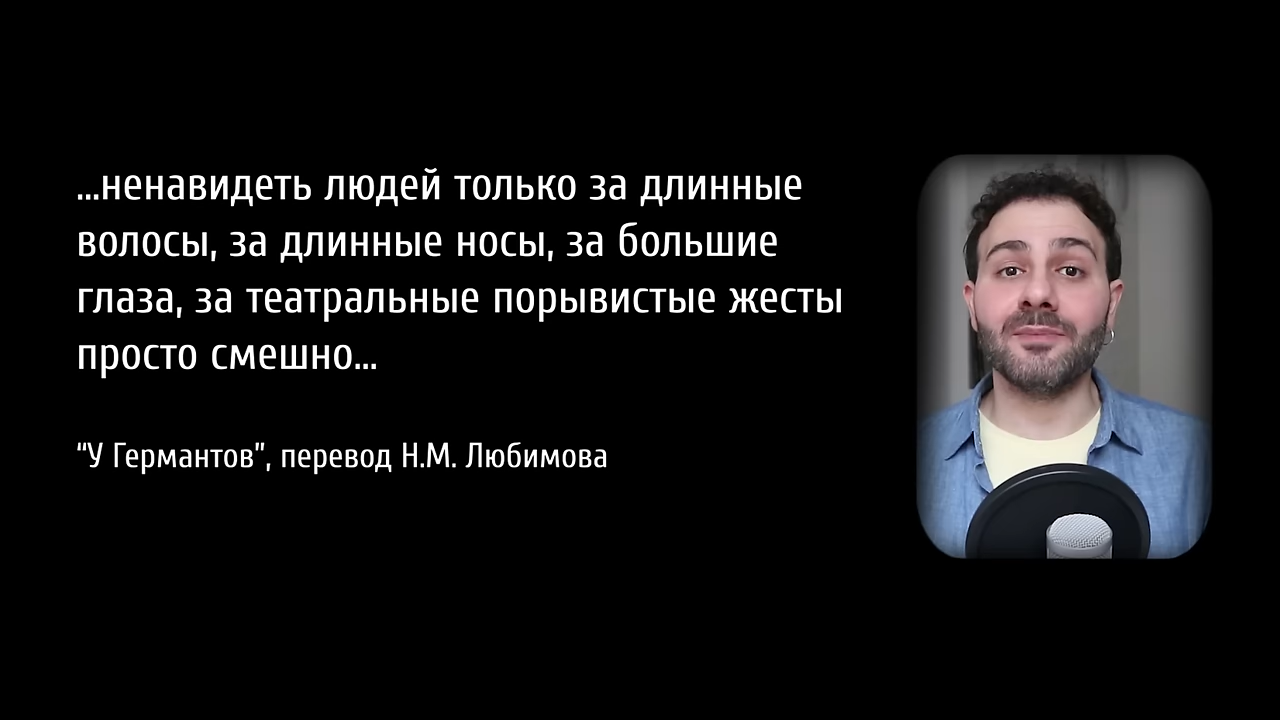 ...ненавидеть людей только за длинные
волосы, за длинные носы, за большие
глаза, за театральные порывистые жесты
просто смешно...
“У Германтов”, перевод Н.М. Любимова